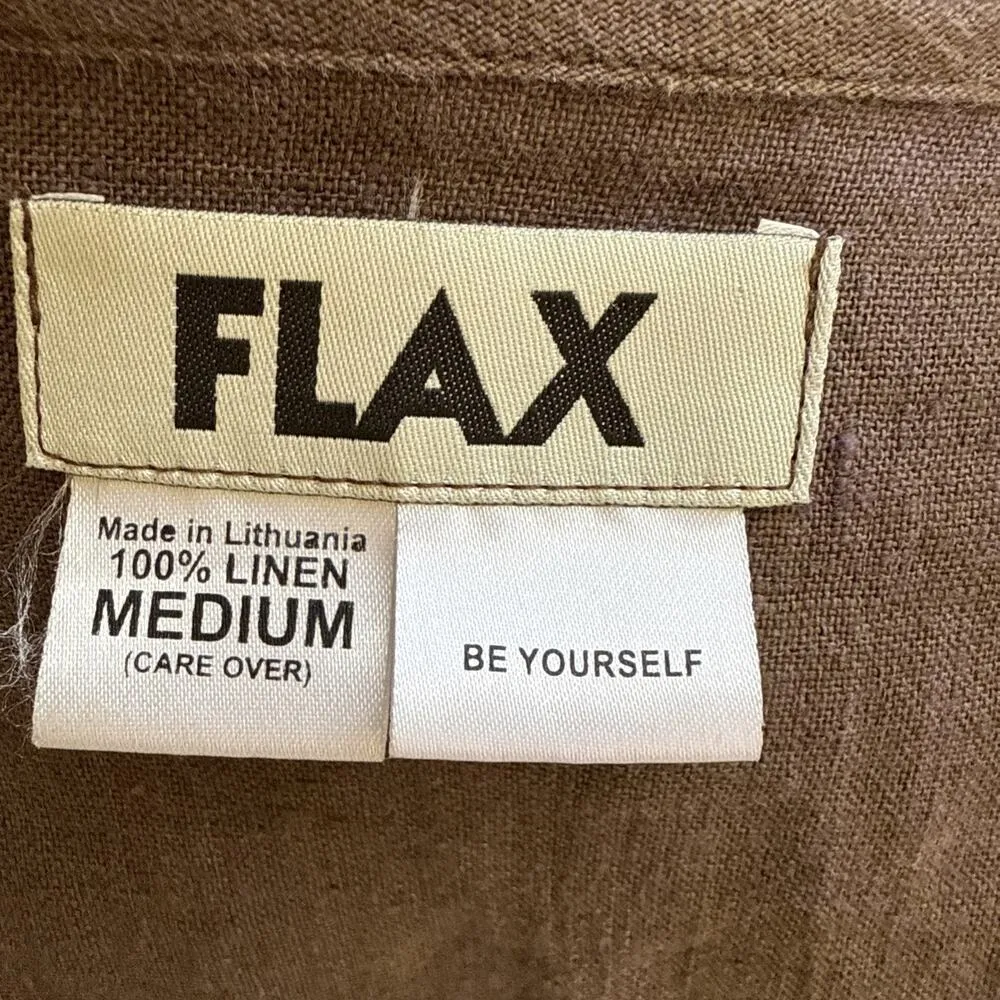 FLAX
Made in Lithuania
100% LINEN
MEDIUM
(CARE OVER)
BE YOURSELF